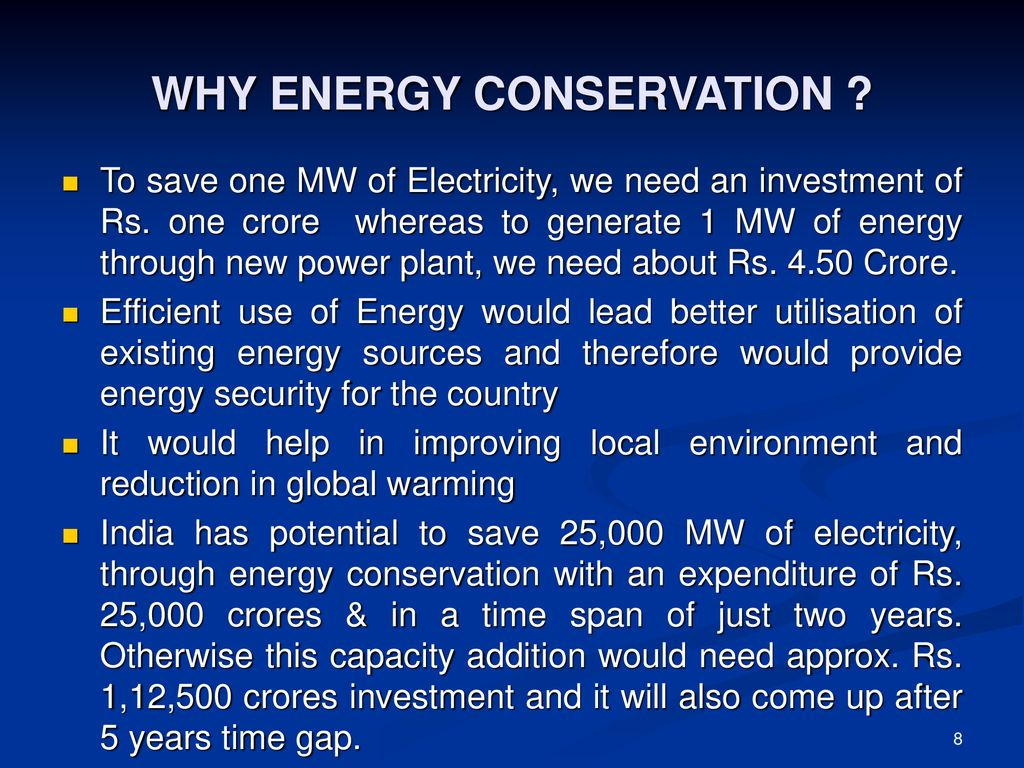 WHY ENERGY CONSERVATION ?
To save one MW of Electricity, we need an investment of
Rs. one crore whereas to generate 1 MW of energy
through new power plant, we need about Rs. 4.50 Crore.
Efficient use of Energy would lead better utilisation of
existing energy sources and therefore would provide
energy security for the country
It would help in improving local environment and
reduction in global warming
India has potential to save 25,000 MW of electricity,
through energy conservation with an expenditure of Rs.
25,000 crores & in a time span of just two years.
Otherwise this capacity addition would need approx. Rs.
1,12,500 crores investment and it will also come up after
5 years time gap.
8